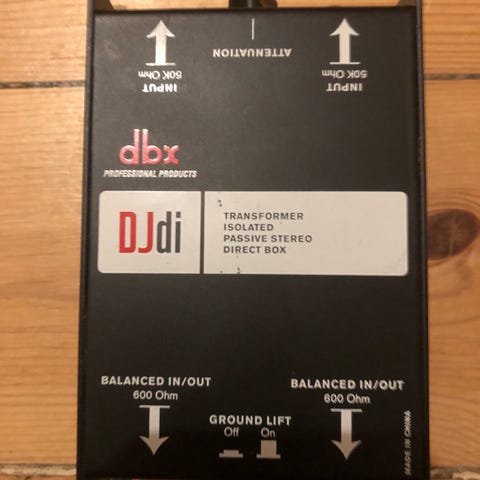 ATTENUATION
INPUT
50K Ohm
INPUT
50K Ohm
dbx
PROFESSIONAL PRODUCTS
DJdi
TRANSFORMER
ISOLATED
PASSIVE STEREO
DIRECT BOX
BALANCED IN/OUT
600 Ohm
BALANCED IN/OUT
600 Ohm
GROUND LIFT
Off On
MADE IN CHINA